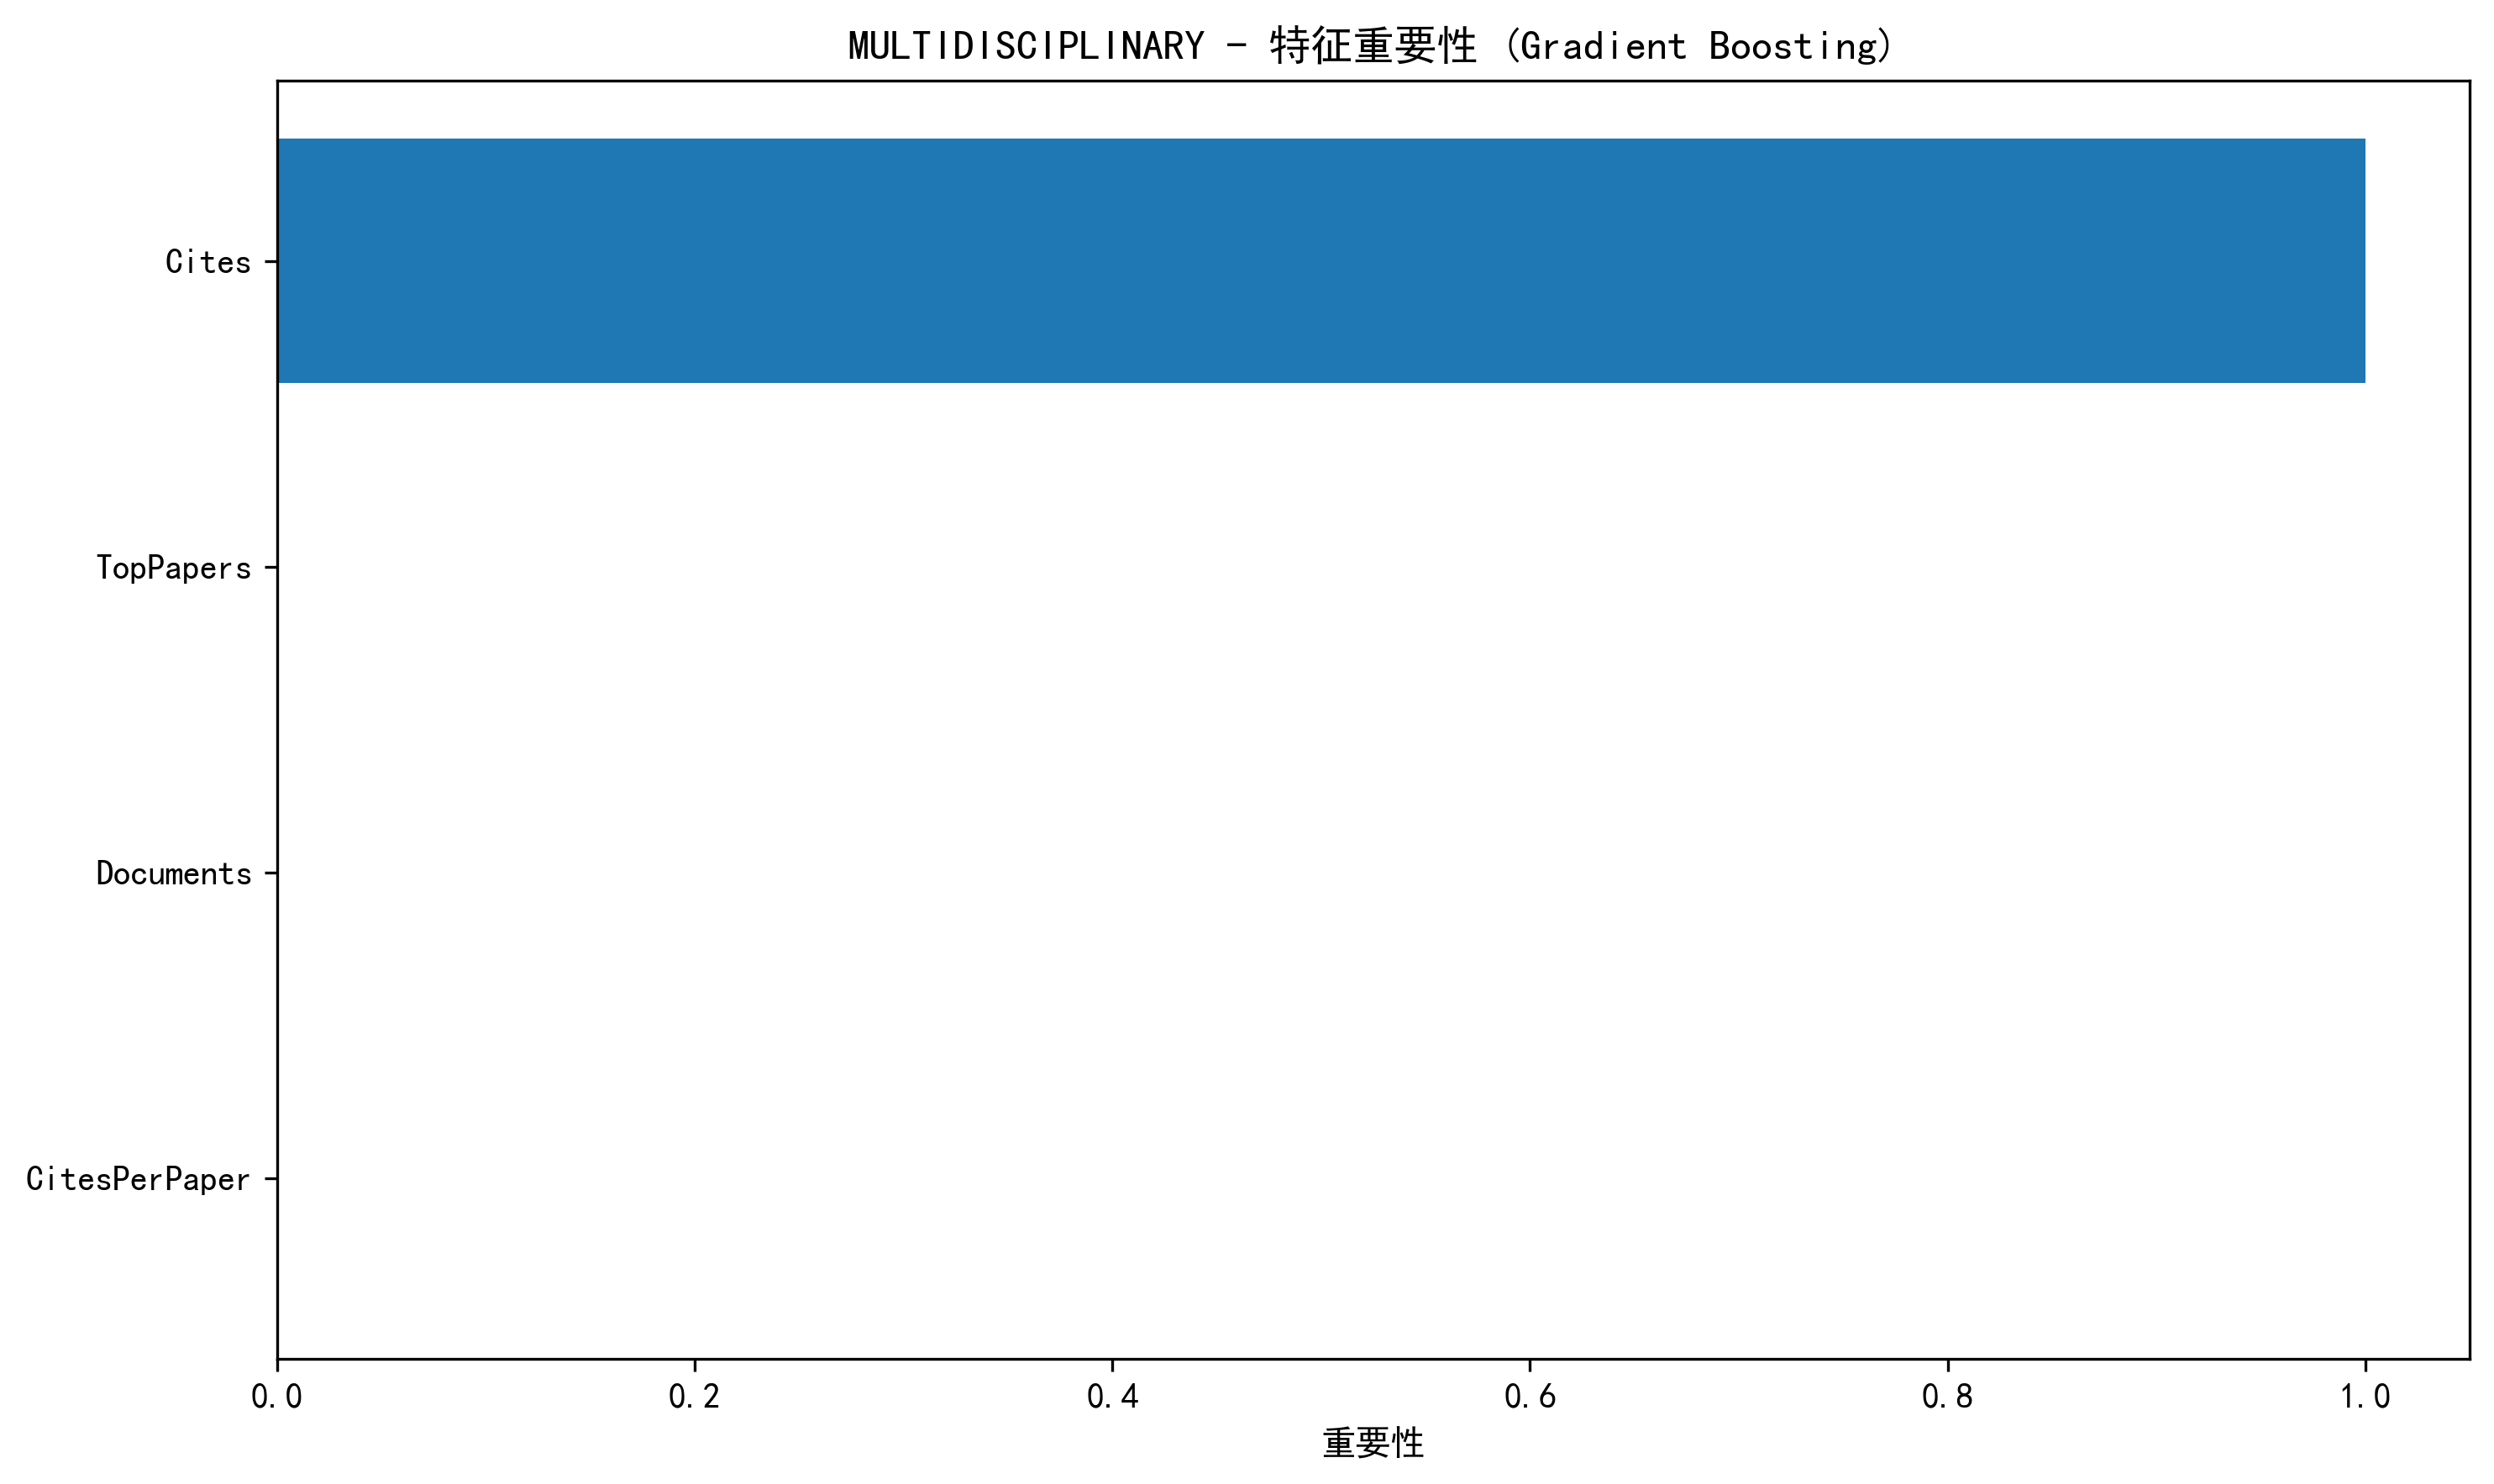 MULTIDISCIPLINARY - 特征重要性 (Gradient Boosting)
Cites
TopPapers
Documents
CitesPerPaper
0.0 0.2 0.4 0.6 0.8 1.0
重要性